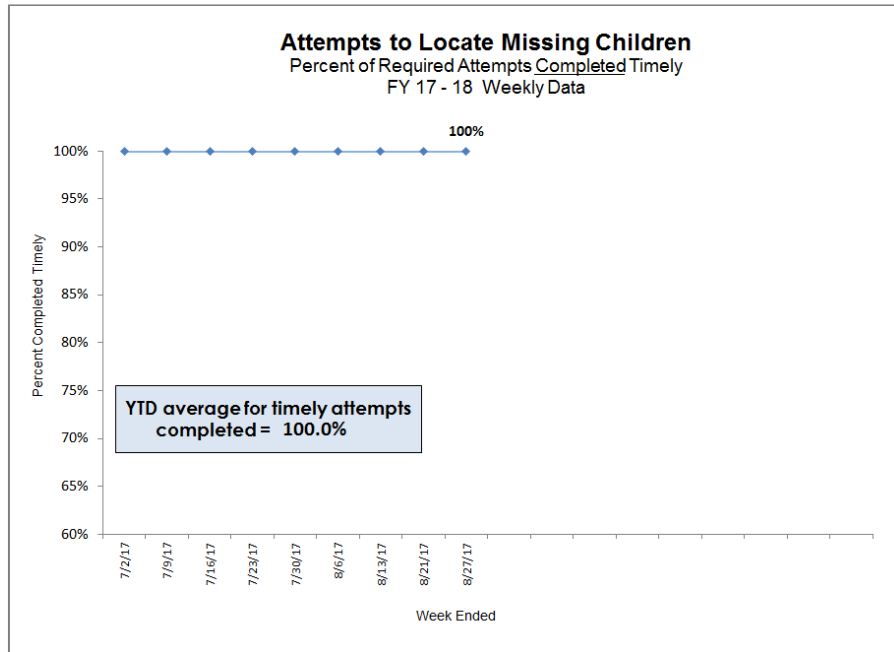 Attempts to Locate Missing Children
Percent of Required Attempts Completed Timely
FY 17 - 18  Weekly Data
100%
100%
95%
90%
85%
80%
75%
70%
65%
60%
Percent Completed Timely
YTD average for timely attempts
completed =  100.0%
7/2/17
7/9/17
7/16/17
7/23/17
7/30/17
8/6/17
8/13/17
8/21/17
8/27/17
Week Ended